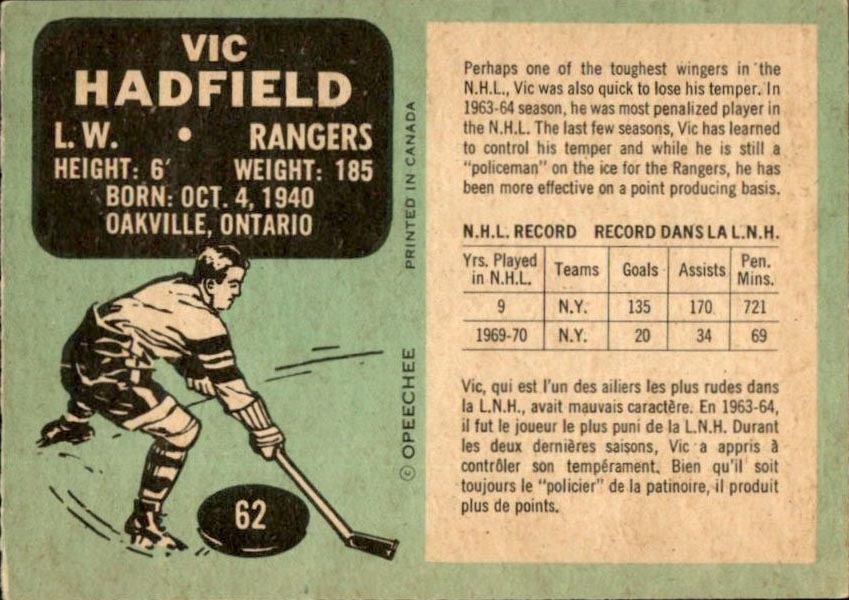 VIC
HADFIELD
L.W. • RANGERS
HEIGHT: 6' WEIGHT: 185
BORN: OCT. 4, 1940
OAKVILLE, ONTARIO
62
© OPEECHEE PRINTED IN CANADA
Perhaps one of the toughest wingers in the
N.H.L., Vic was also quick to lose his temper. In
1963-64 season, he was most penalized player in
the N.H.L. The last few seasons, Vic has learned
to control his temper and while he is still a
"policeman" on the ice for the Rangers, he has
been more effective on a point producing basis.
N.H.L. RECORD RECORD DANS LA L.N.H.
Yrs. Played in N.H.L. Teams Goals Assists Pen. Mins.
9 N.Y. 135 170 721
1969-70 N.Y. 20 34 69
Vic, qui est l'un des ailiers les plus rudes dans
la L.N.H., avait mauvais caractère. En 1963-64,
il fut le joueur le plus puni de la L.N.H. Durant
les deux dernières saisons, Vic a appris à
contrôler son tempérament. Bien qu'il soit
toujours le "policier" de la patinoire, il produit
plus de points.